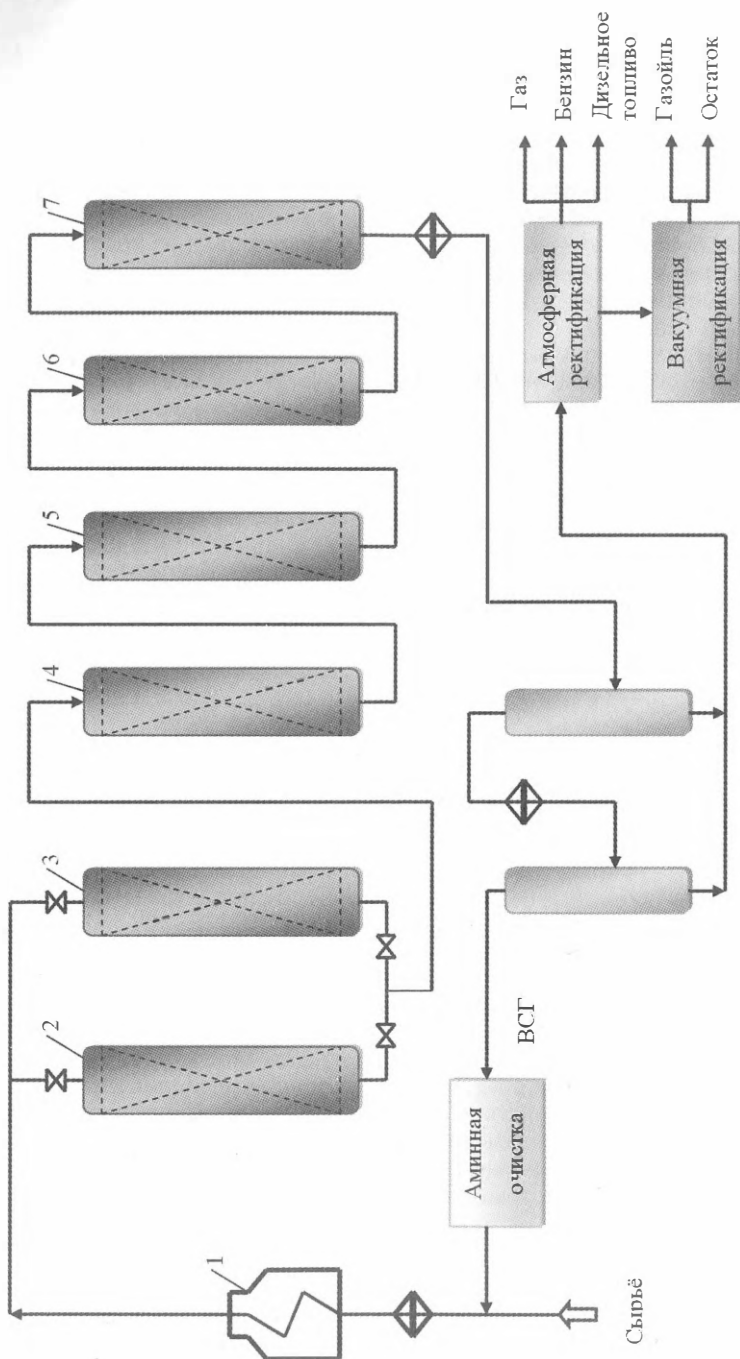 1
2
3
4
5
6
7
Сырьё
Аминная
очистка
ВСГ
Атмосферная
ректификация
Вакуумная
ректификация
Газ
Бензин
Дизельное
топливо
Газойль
Остаток